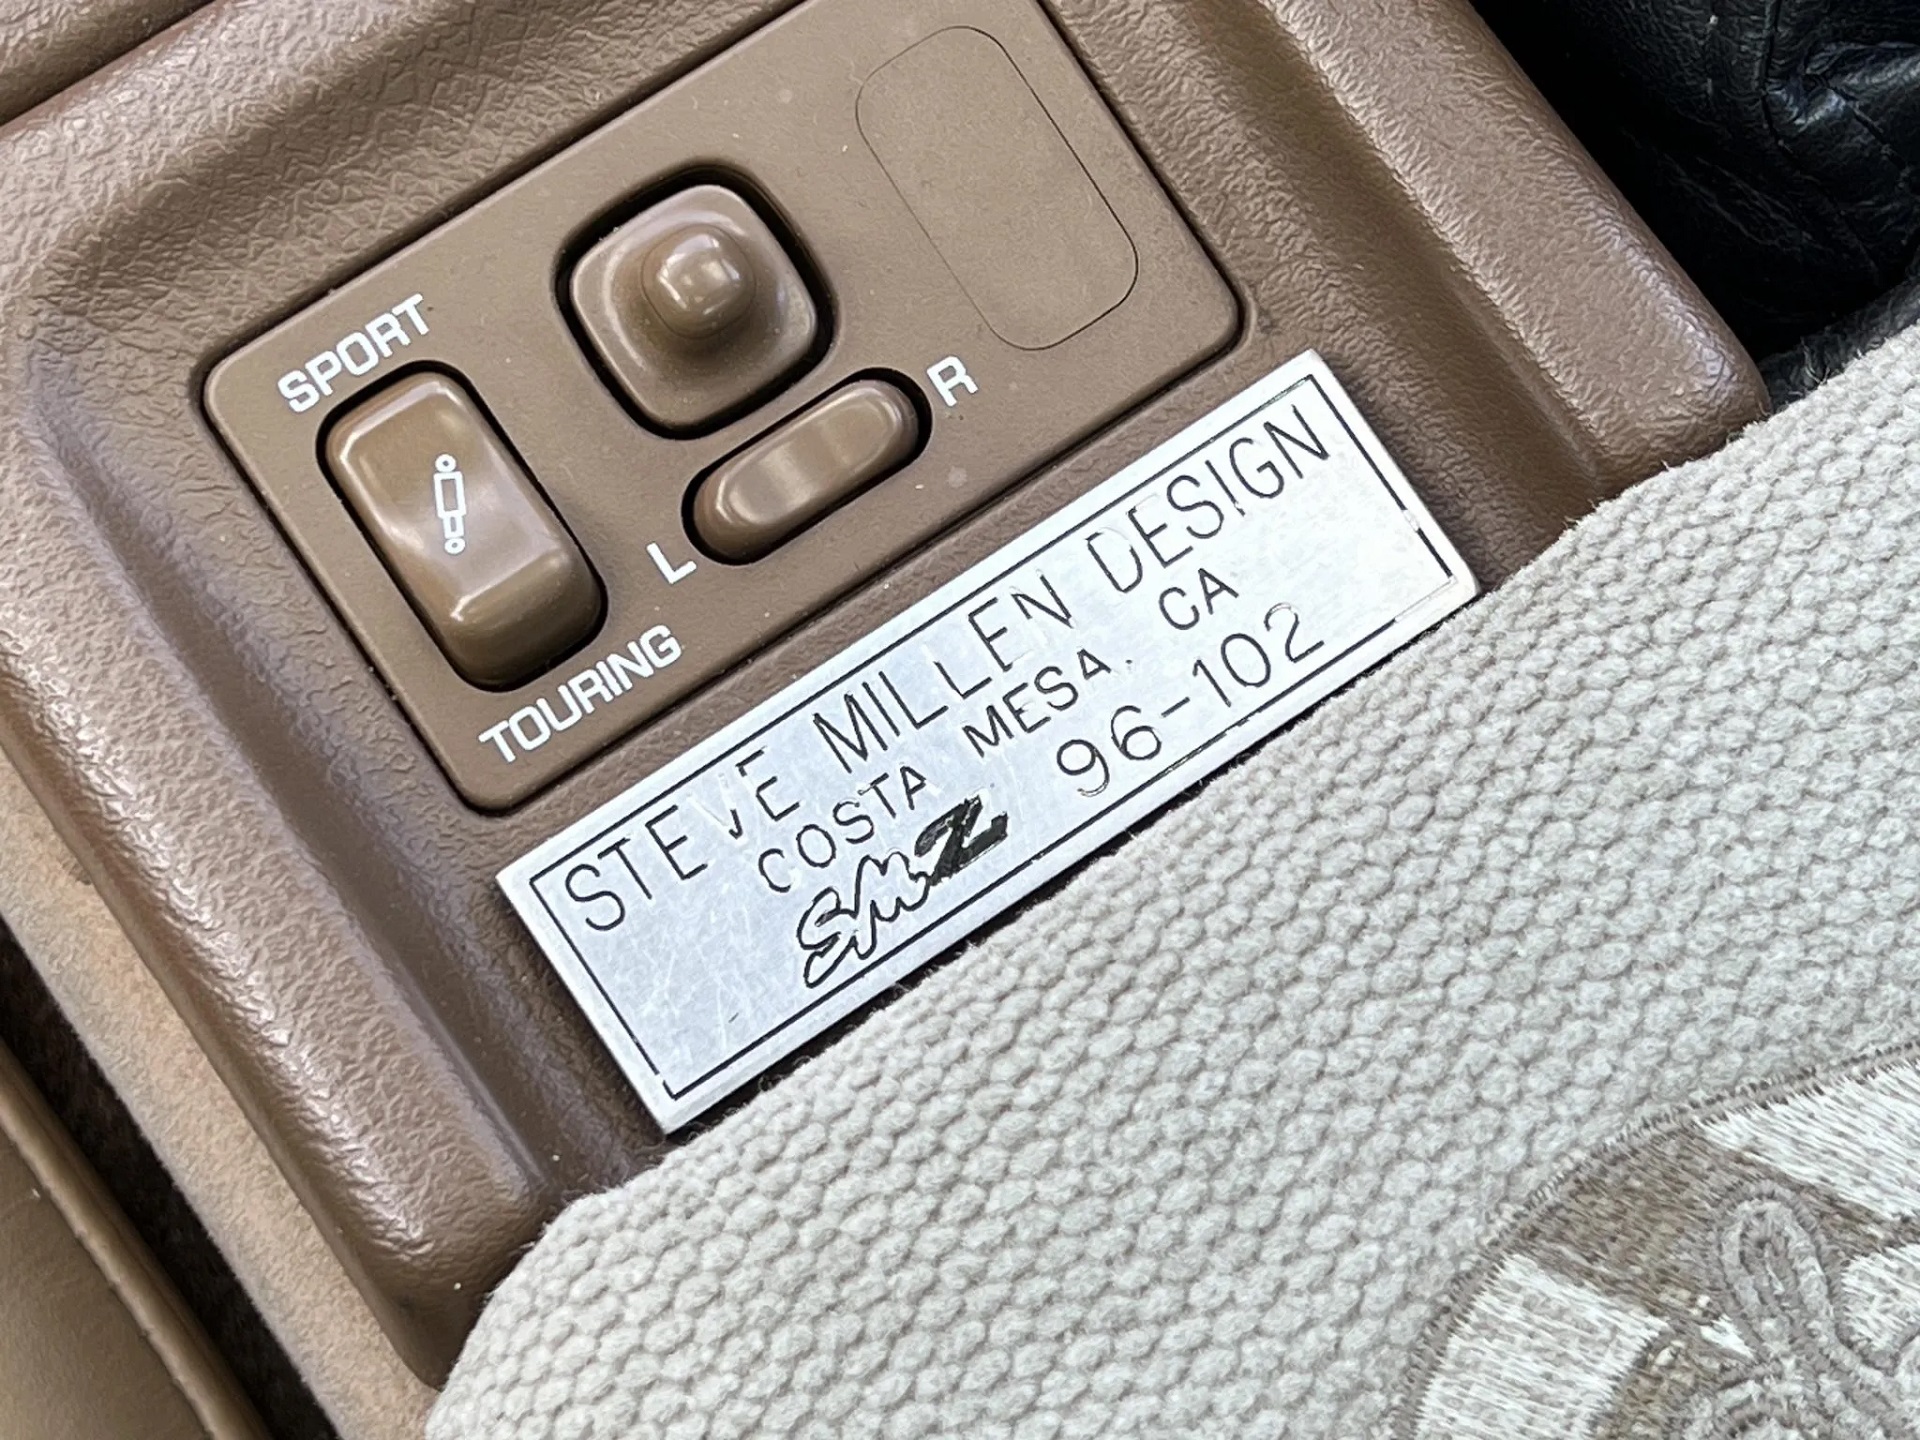 SPORT
R
L
TOURING
STEVE MILLEN DESIGN
COSTA MESA, CA
SMZ 96-102